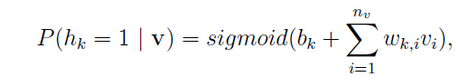 P(h_k = 1 | v) = sigmoid(b_k + \sum_{i=1}^{n_v} w_{k,i} v_i),